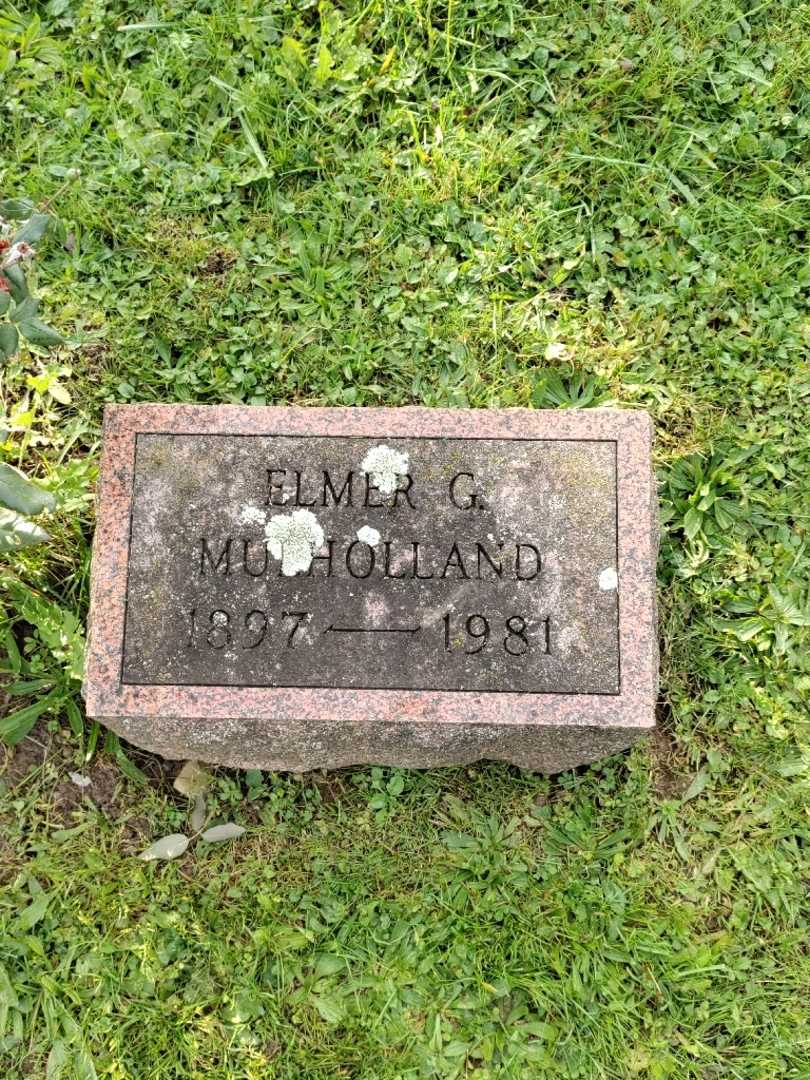 ELMER G.
MULHOLLAND
1897 — 1981